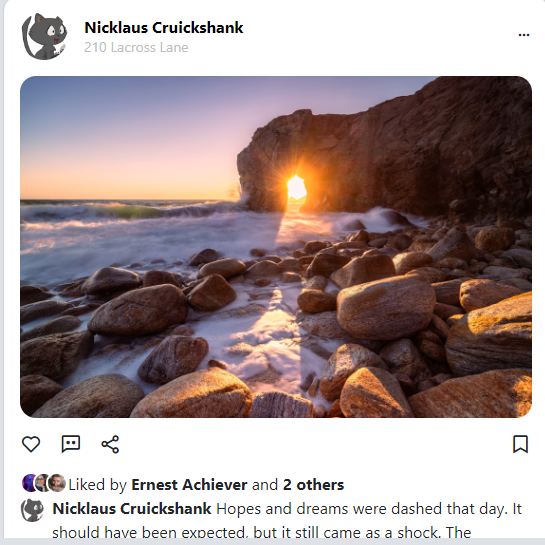 Nicklaus Cruickshank
210 Lacross Lane
Liked by Ernest Achiever and 2 others
Nicklaus Cruickshank Hopes and dreams were dashed that day. It
should have been expected, but it still came as a shock. The